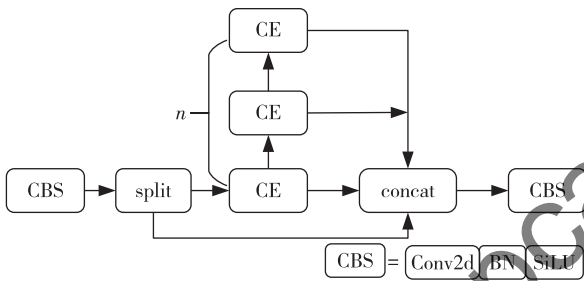 CE
n
CE
CBS
split
CE
concat
CBS
CBS = Conv2d BN SiLU